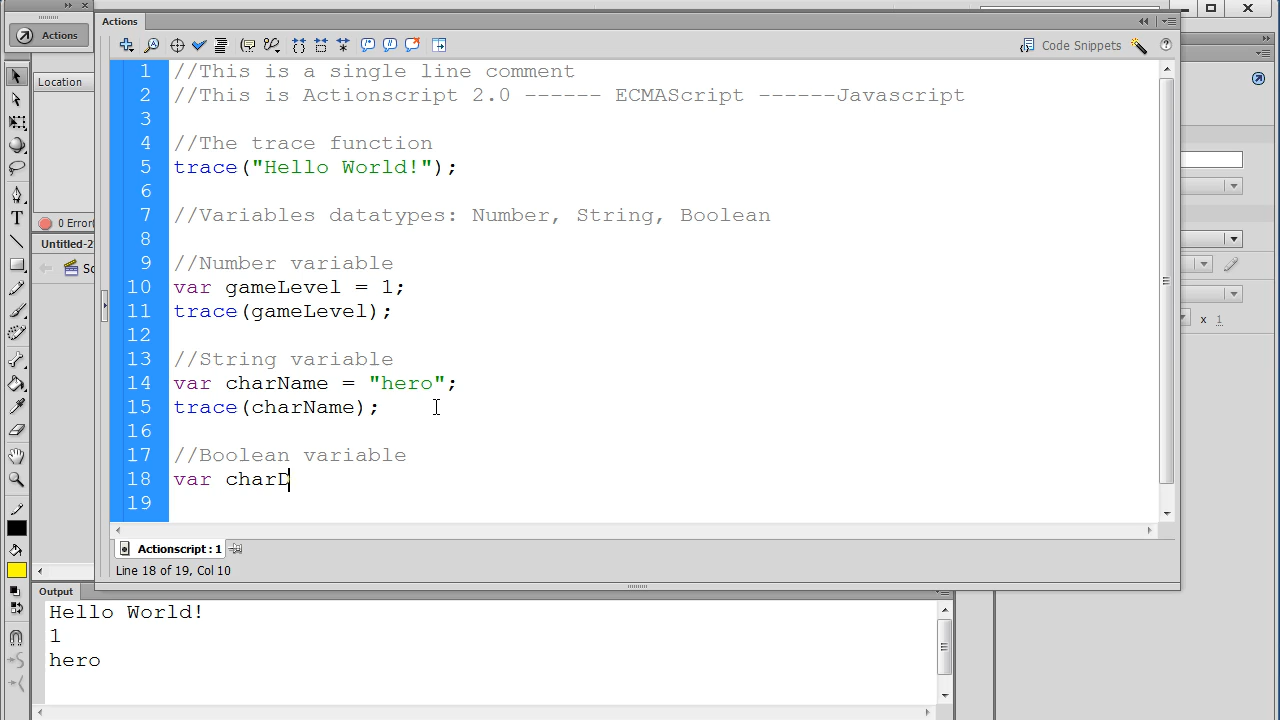 Actions
Actions
Code Snippets
Location
0 Error(
Untitled-2
1 //This is a single line comment
2 //This is Actionscript 2.0 ------ ECMAScript ------Javascript
3
4 //The trace function
5 trace("Hello World!");
6
7 //Variables datatypes: Number, String, Boolean
8
9 //Number variable
10 var gameLevel = 1;
11 trace(gameLevel);
12
13 //String variable
14 var charName = "hero";
15 trace(charName);
16
17 //Boolean variable
18 var charD
19
x 1
Actionscript : 1
Line 18 of 19, Col 10
Output
Hello World!
1
hero